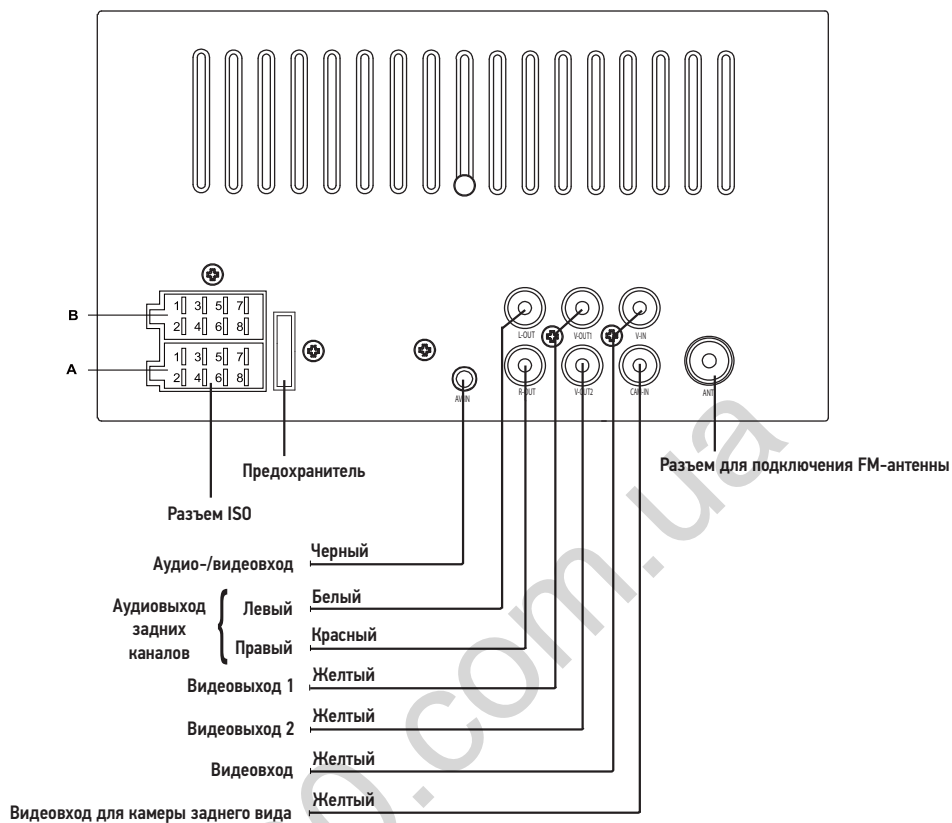 B
1 3 5 7
2 4 6 8
A
1 3 5 7
2 4 6 8
L-OUT
V-OUT1
V-IN
AV-IN
R-OUT
V-OUT2
CAM-IN
ANT
Предохранитель
Разъем для подключения FM-антенны
Разъем ISO
Аудио-/видеовход Черный
Аудиовыход задних каналов
Левый Белый
Правый Красный
Видеовыход 1 Желтый
Видеовыход 2 Желтый
Видеовход Желтый
Видеовход для камеры заднего вида Желтый
0.com.ua